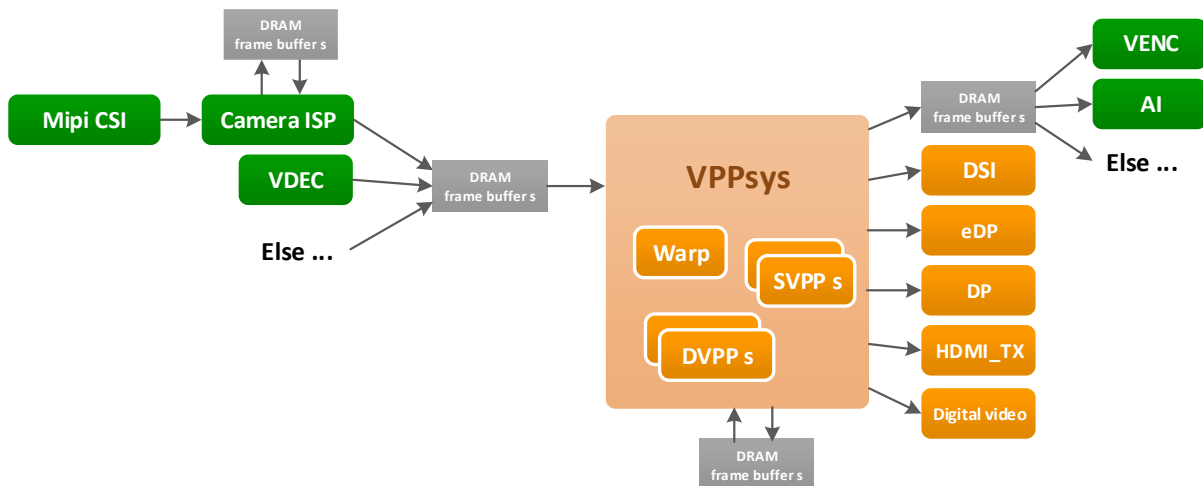 DRAM
frame buffer s
Mipi CSI
Camera ISP
VDEC
Else ...
DRAM
frame buffer s
VPPsys
Warp
SVPP s
DVPP s
DRAM
frame buffer s
DRAM
frame buffer s
VENC
AI
Else ...
DSI
eDP
DP
HDMI_TX
Digital video